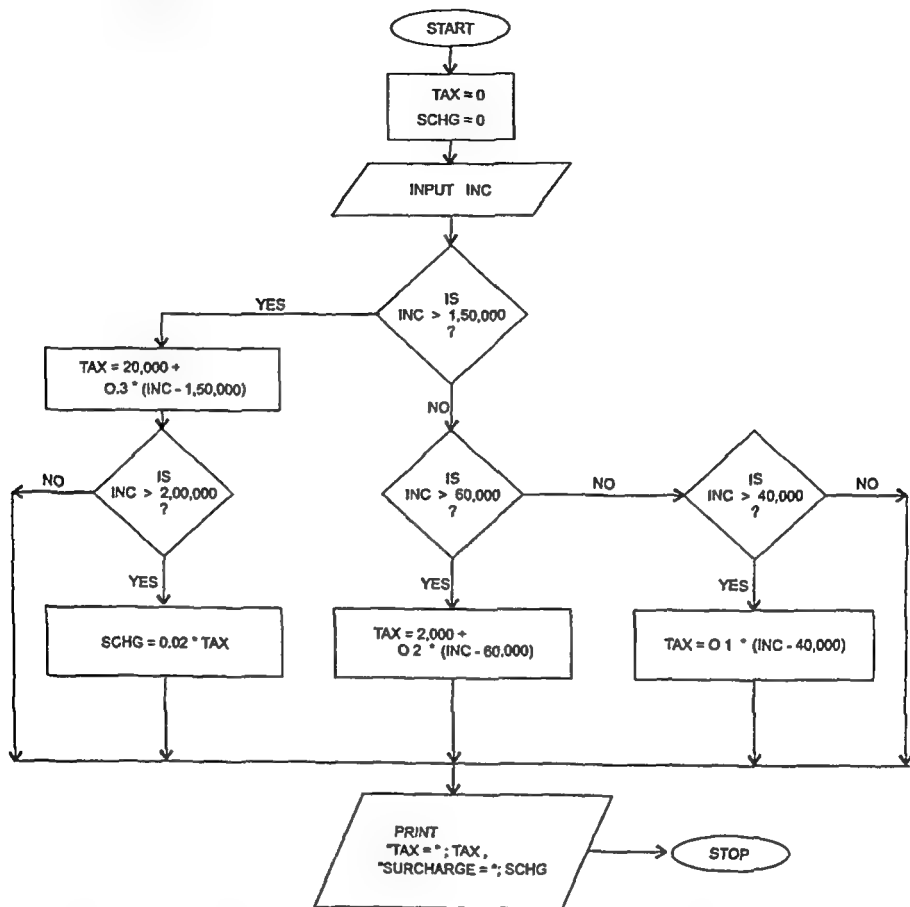 START
TAX = 0
SCHG = 0
INPUT INC
IS
INC > 1,50,000
?
YES
TAX = 20,000 +
O.3 * (INC - 1,50,000)
NO
IS
INC > 2,00,000
?
NO
YES
SCHG = 0.02 * TAX
IS
INC > 60,000
?
NO
YES
TAX = 2,000 +
O 2 * (INC - 60.000)
IS
INC > 40,000
?
NO
YES
TAX = O 1 * (INC - 40,000)
PRINT
"TAX = "; TAX ,
"SURCHARGE = "; SCHG
STOP